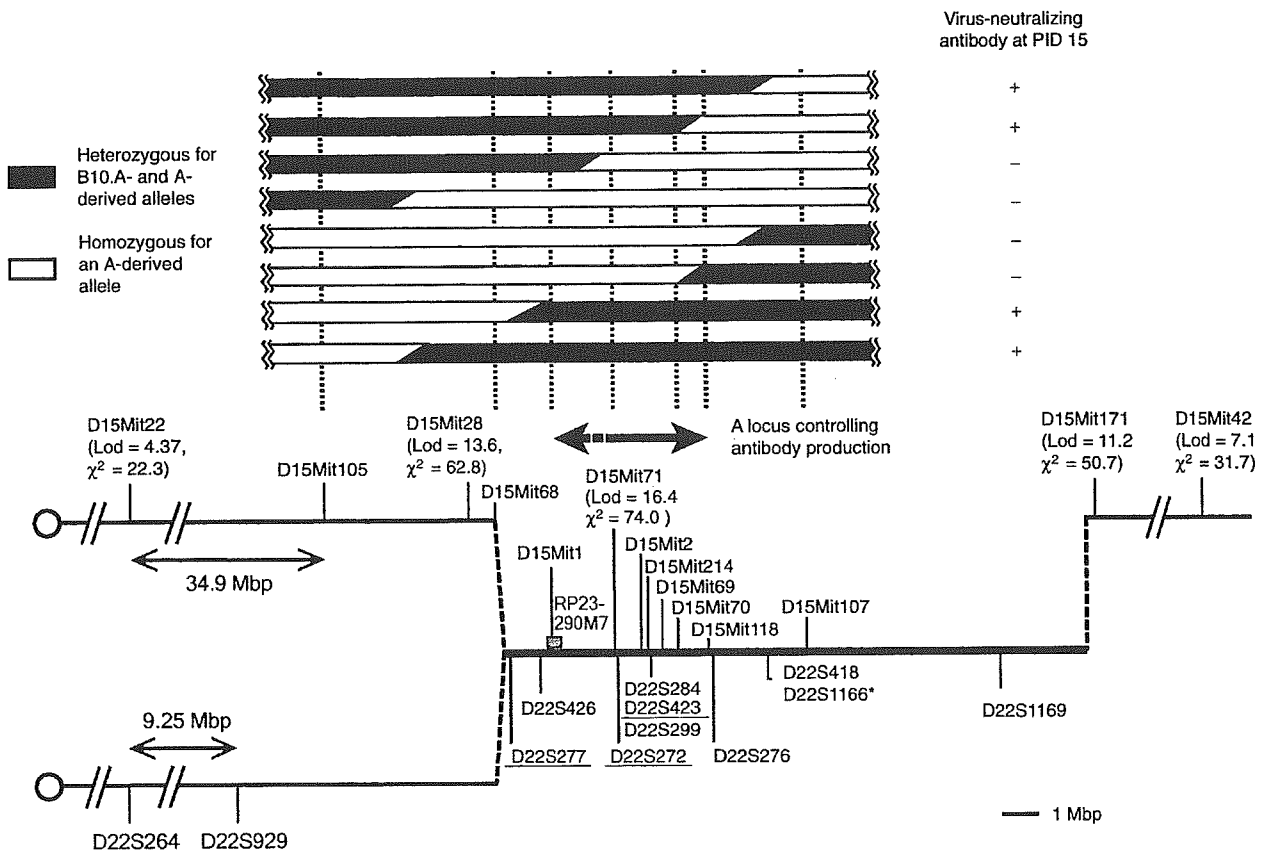 Virus-neutralizing
antibody at PID 15
+
+
−
−
−
−
+
+
Heterozygous for
B10.A- and A-
derived alleles
Homozygous for
an A-derived
allele
A locus controlling
antibody production
D15Mit22
(Lod = 4.37,
χ² = 22.3)
D15Mit105
D15Mit28
(Lod = 13.6,
χ² = 62.8)
D15Mit68
D15Mit71
(Lod = 16.4
χ² = 74.0 )
D15Mit171
(Lod = 11.2
χ² = 50.7)
D15Mit42
(Lod = 7.1
χ² = 31.7)
34.9 Mbp
D15Mit1
RP23-
290M7
D15Mit2
D15Mit214
D15Mit69
D15Mit70
D15Mit118
D15Mit107
D22S277
D22S426
D22S272
D22S284
D22S423
D22S299
D22S276
D22S418
D22S1166*
D22S1169
9.25 Mbp
D22S264
D22S929
1 Mbp